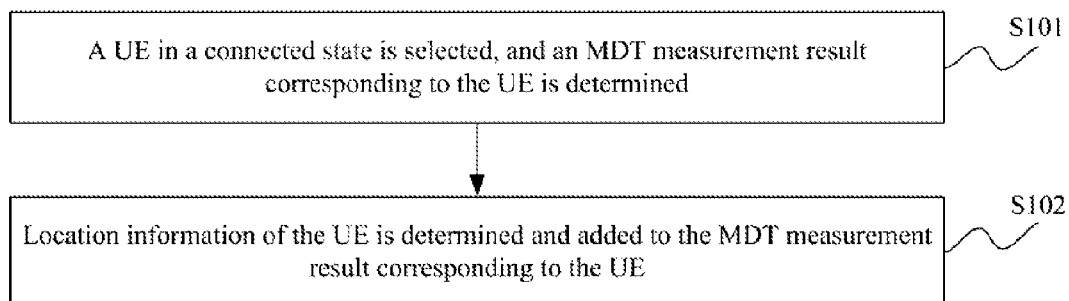 S101
A UE in a connected state is selected, and an MDT measurement result
corresponding to the UE is determined
S102
Location information of the UE is determined and added to the MDT measurement
result corresponding to the UE